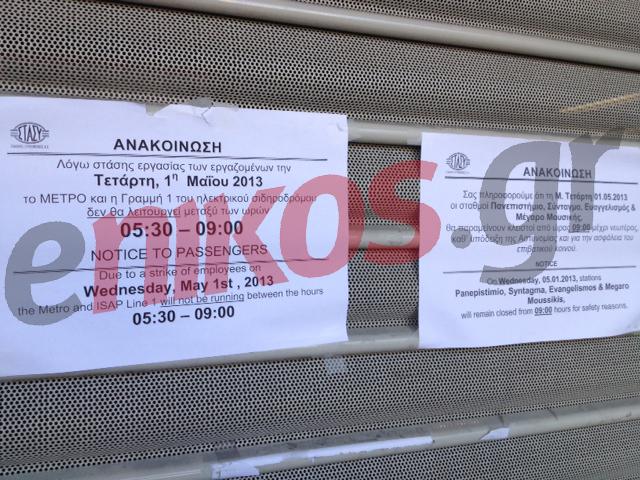 ΣΤΑΣΥ
ΑΝΑΚΟΙΝΩΣΗ
Λόγω στάσης εργασίας των εργαζομένων την
Τετάρτη, 1η Μαΐου 2013
το ΜΕΤΡΟ και η Γραμμή 1 του ηλεκτρικού σιδηροδρόμου
δεν θα λειτουργεί μεταξύ των ωρών
05:30 – 09:00
NOTICE TO PASSENGERS
Due to a strike of employees on
Wednesday, May 1st , 2013
the Metro and ISAP Line 1 will not be running between the hours
05:30 – 09:00
ΣΤΑΣΥ
ΑΝΑΚΟΙΝΩΣΗ
Σας πληροφορούμε ότι τη Μ. Τετάρτη 01.05.2013
οι σταθμοί Πανεπιστήμιο, Σύνταγμα, Ευαγγελισμός &
Μέγαρο Μουσικής,
θα παραμείνουν κλειστοί από ώρας 09:00 μέχρι νεωτέρας,
καθ' υπόδειξη της Αστυνομίας και για την ασφάλεια του
επιβατικού κοινού.
NOTICE
On Wednesday, 05.01.2013, stations
Panepistimio, Syntagma, Evangelismos & Megaro
Moussikis,
will remain closed from 09:00 hours for safety reasons.
enikos.gr